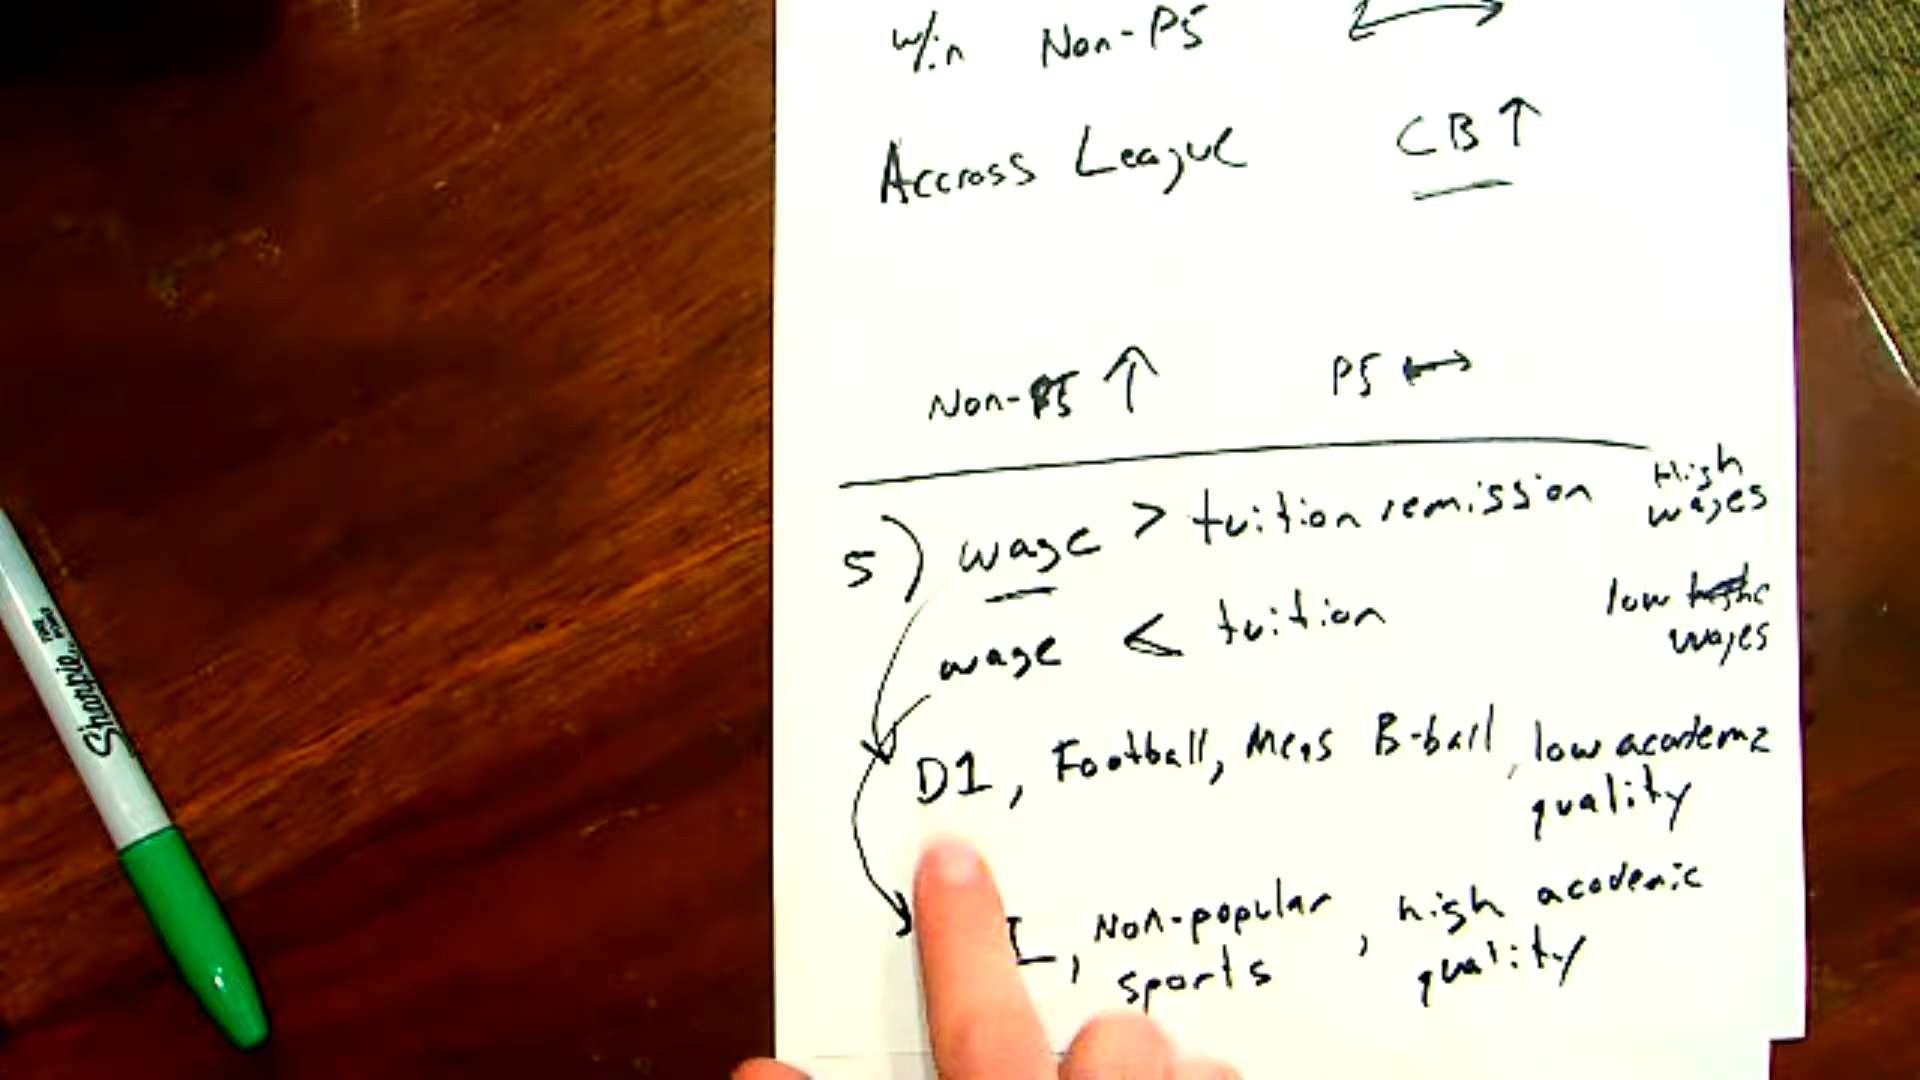 w/in Non-P5
Accross League CB↑
Non-P5 ↑ P5 ↔
5) wage > tuition remission High wages
wage < tuition low wages
D1, Football, Mens B-ball, low academic quality
, Non-popular sports, high academic quality
Sharpie